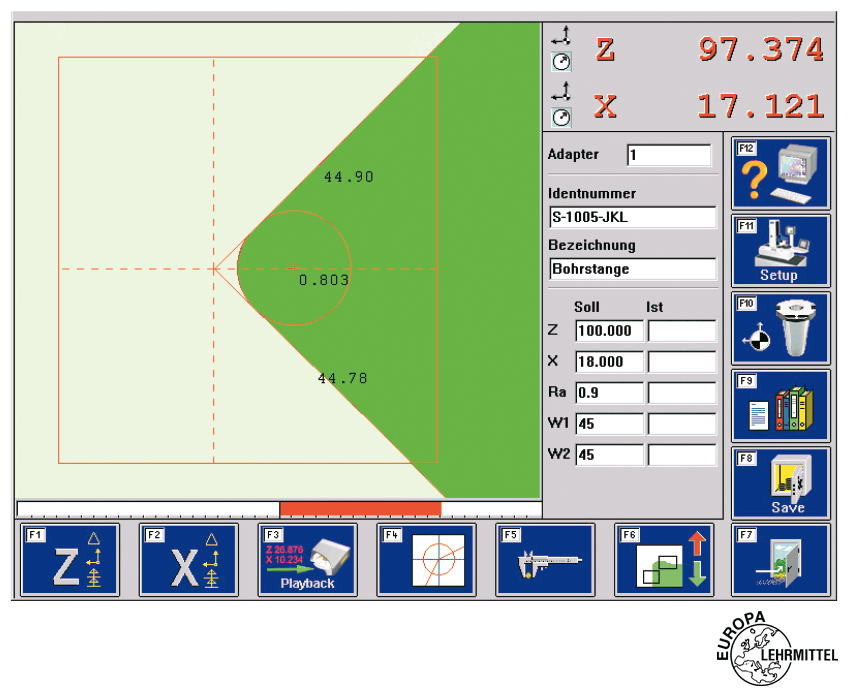 Z 97.374
X 17.121
44.90
0.803
44.78
Adapter 1
Identnummer
S-1005-JKL
Bezeichnung
Bohrstange
Soll Ist
Z 100.000
X 18.000
Ra 0.9
W1 45
W2 45
F12
?
F11
Setup
F10
F9
F8
Save
F1
Z
F2
X
F3
Z 26.876
X 10.234
Playback
F4
F5
F6
F7
EUROPA
LEHRMITTEL